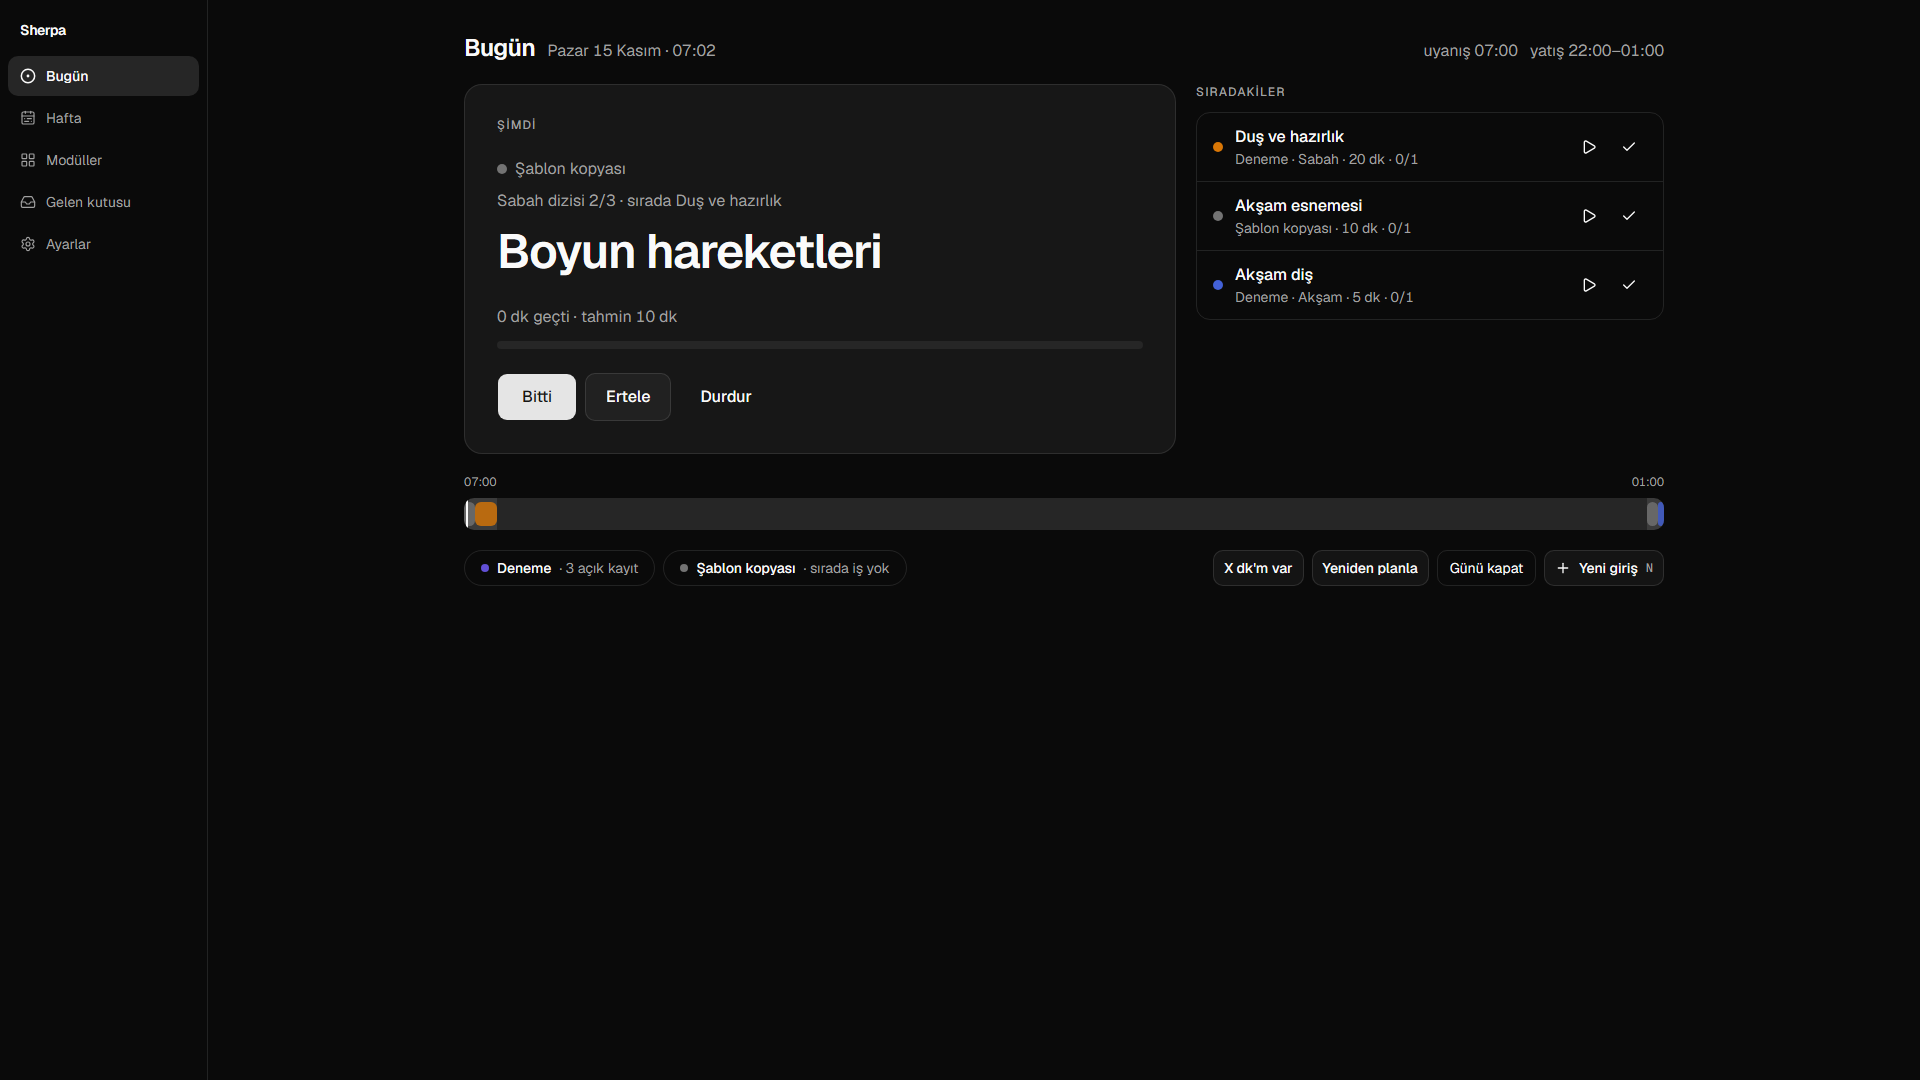 Sherpa
Bugün
Hafta
Modüller
Gelen kutusu
Ayarlar
Bugün Pazar 15 Kasım · 07:02
uyanış 07:00 yatış 22:00–01:00
ŞİMDİ
Şablon kopyası
Sabah dizisi 2/3 · sırada Duş ve hazırlık
Boyun hareketleri
0 dk geçti · tahmin 10 dk
Bitti Ertele Durdur
SIRADAKİLER
Duş ve hazırlık
Deneme · Sabah · 20 dk · 0/1
Akşam esnemesi
Şablon kopyası · 10 dk · 0/1
Akşam diş
Deneme · Akşam · 5 dk · 0/1
07:00 01:00
Deneme · 3 açık kayıt Şablon kopyası · sırada iş yok
X dk'm var Yeniden planla Günü kapat + Yeni giriş N